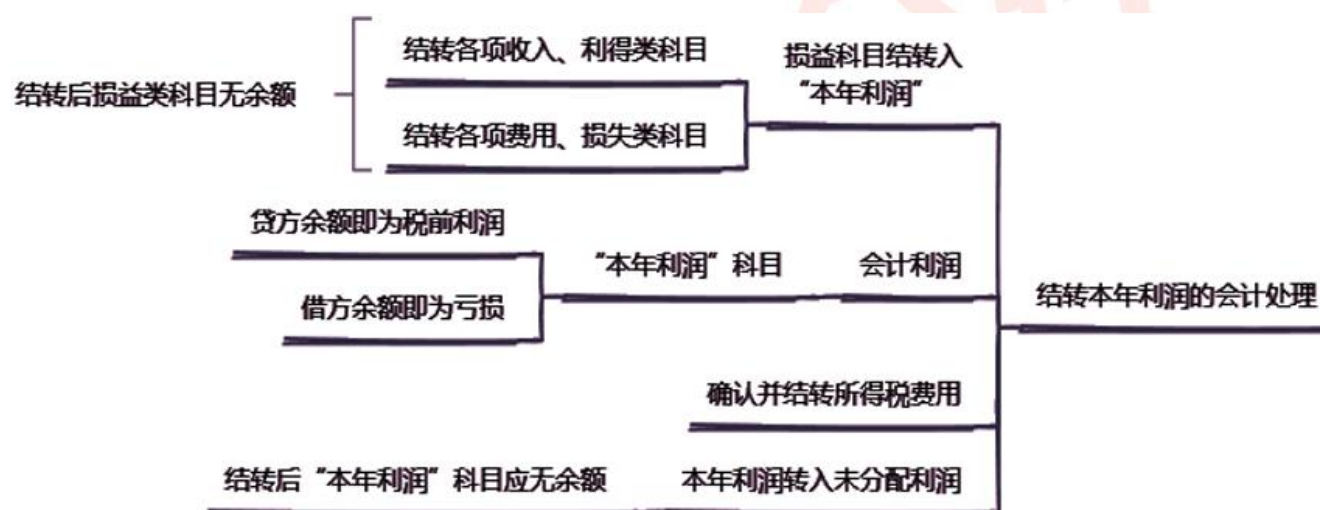 结转各项收入、利得类科目
损益科目结转入
“本年利润”
结转后损益类科目无余额
结转各项费用、损失类科目
贷方余额即为税前利润
“本年利润”科目
会计利润
借方余额即为亏损
结转本年利润的会计处理
确认并结转所得税费用
结转后“本年利润”科目应无余额
本年利润转入未分配利润